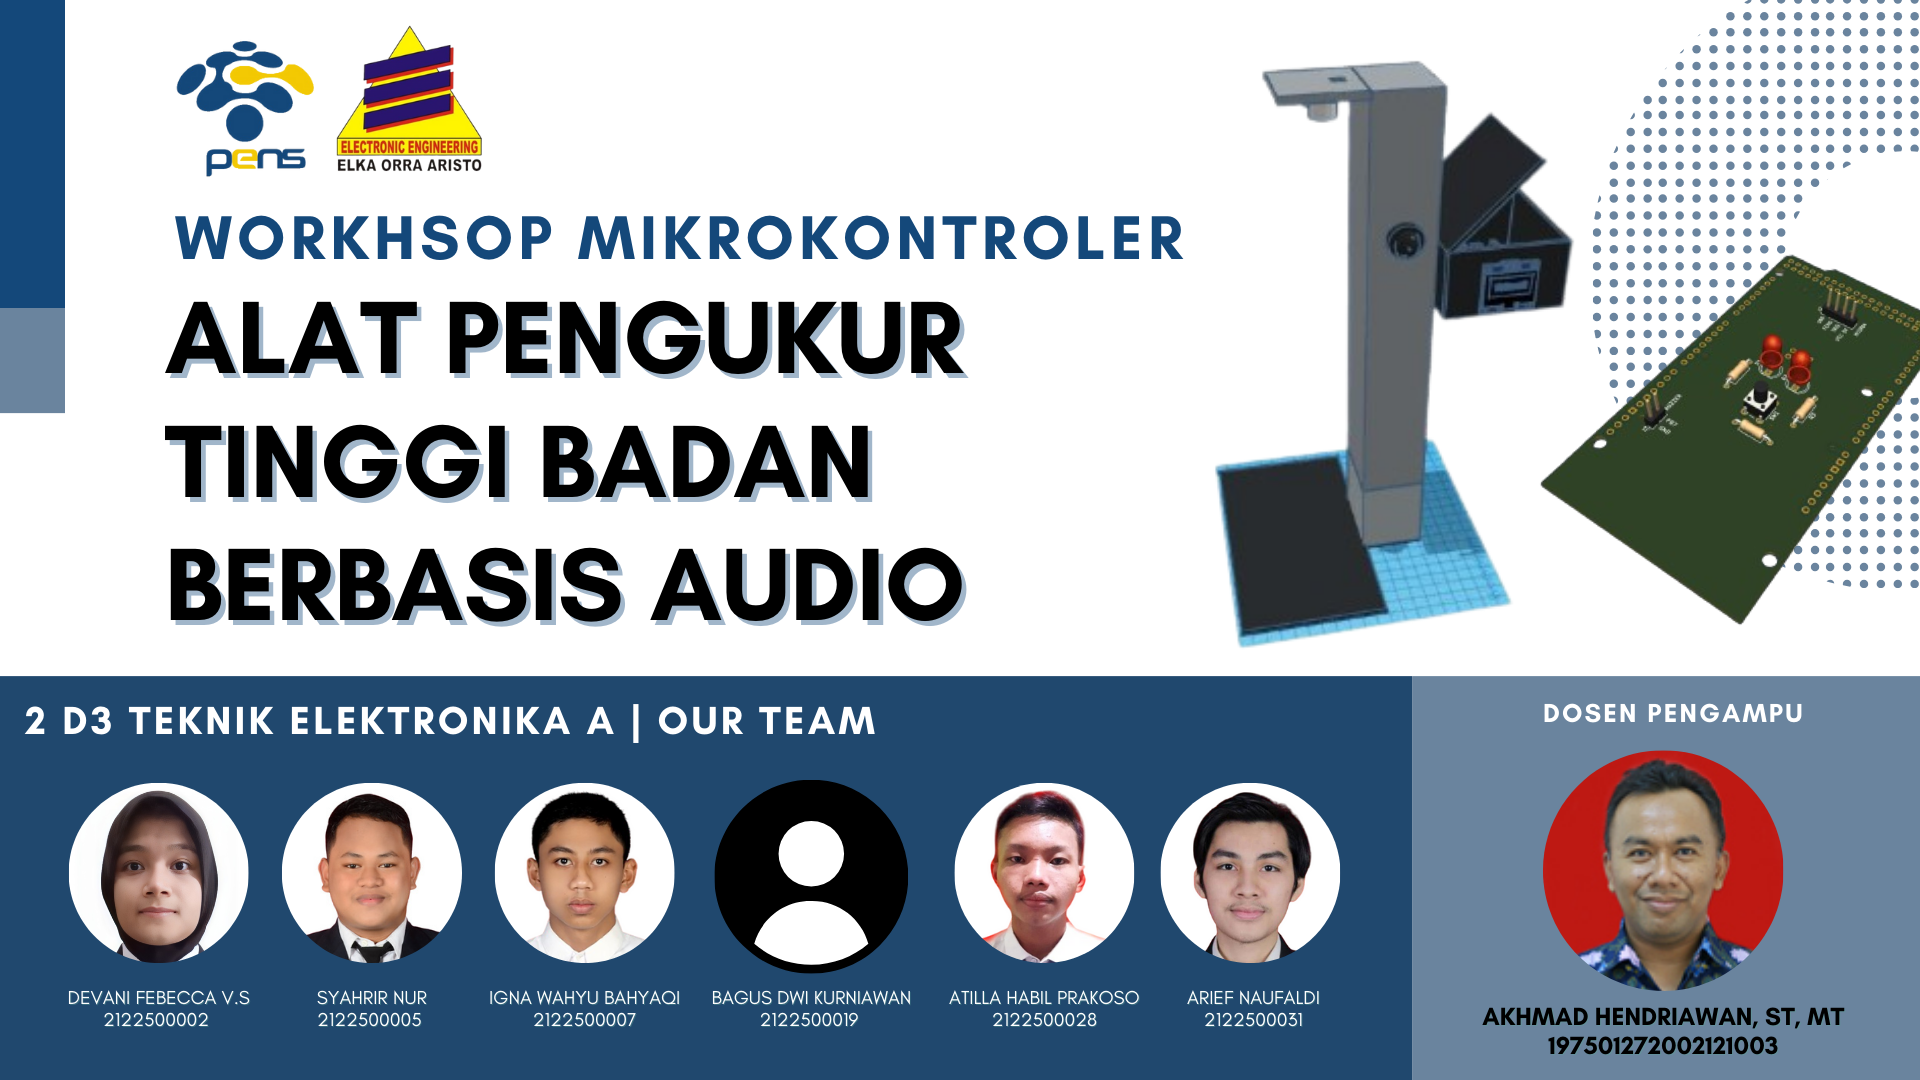 pens
ELECTRONIC ENGINEERING
ELKA ORRA ARISTO
WORKHSOP MIKROKONTROLER
ALAT PENGUKUR
TINGGI BADAN
BERBASIS AUDIO
2 D3 TEKNIK ELEKTRONIKA A | OUR TEAM
DEVANI FEBECCA V.S
2122500002
SYAHRIR NUR
2122500005
IGNA WAHYU BAHYAQI
2122500007
BAGUS DWI KURNIAWAN
2122500019
ATILLA HABIL PRAKOSO
2122500028
ARIEF NAUFALDI
2122500031
DOSEN PENGAMPU
AKHMAD HENDRIAWAN, ST, MT
197501272002121003